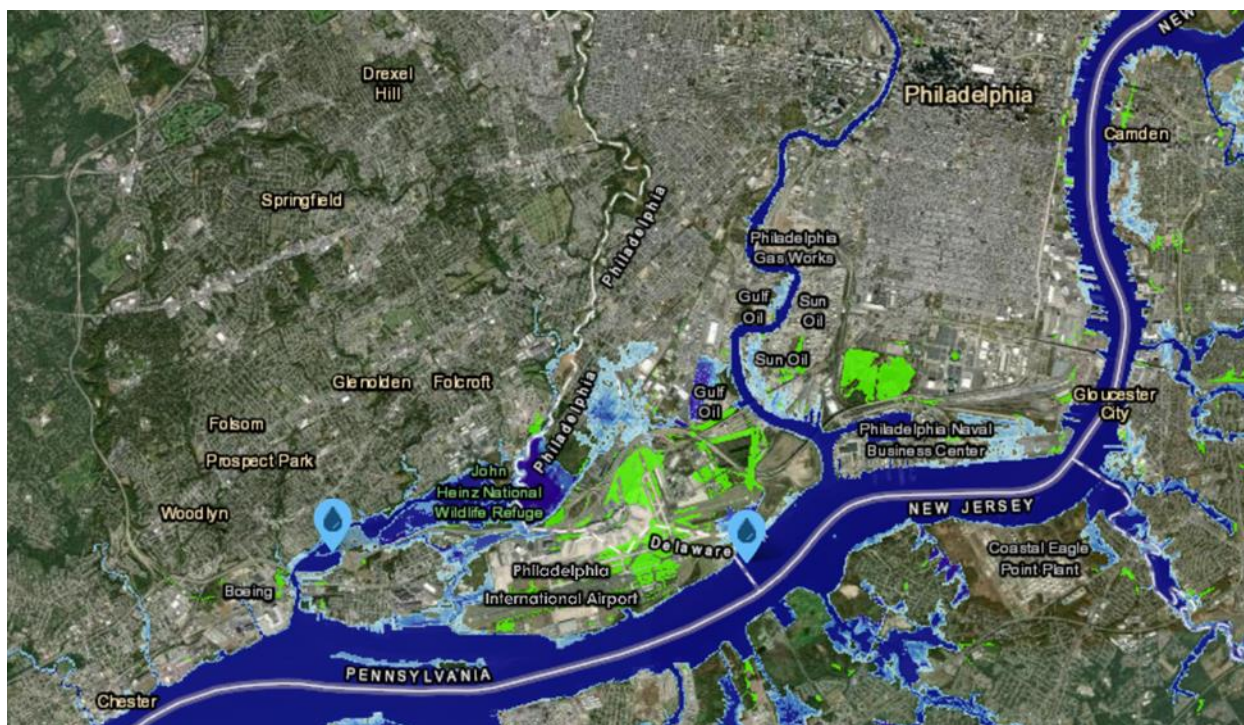 NEW
Drexel
Hill
Philadelphia
Camden
Springfield
Philadelphia
Philadelphia
Gas Works
Gulf
Oil
Sun
Oil
Sun Oil
Glenolden
Folcroft
Philadelphia
Gulf
Oil
Gloucester
City
Folsom
Philadelphia Naval
Business Center
Prospect Park
John
Heinz National
Wildlife Refuge
Woodlyn
NEW JERSEY
Delaware
Coastal Eagle
Point Plant
Boeing
Philadelphia
International Airport
PENNSYLVANIA
Chester